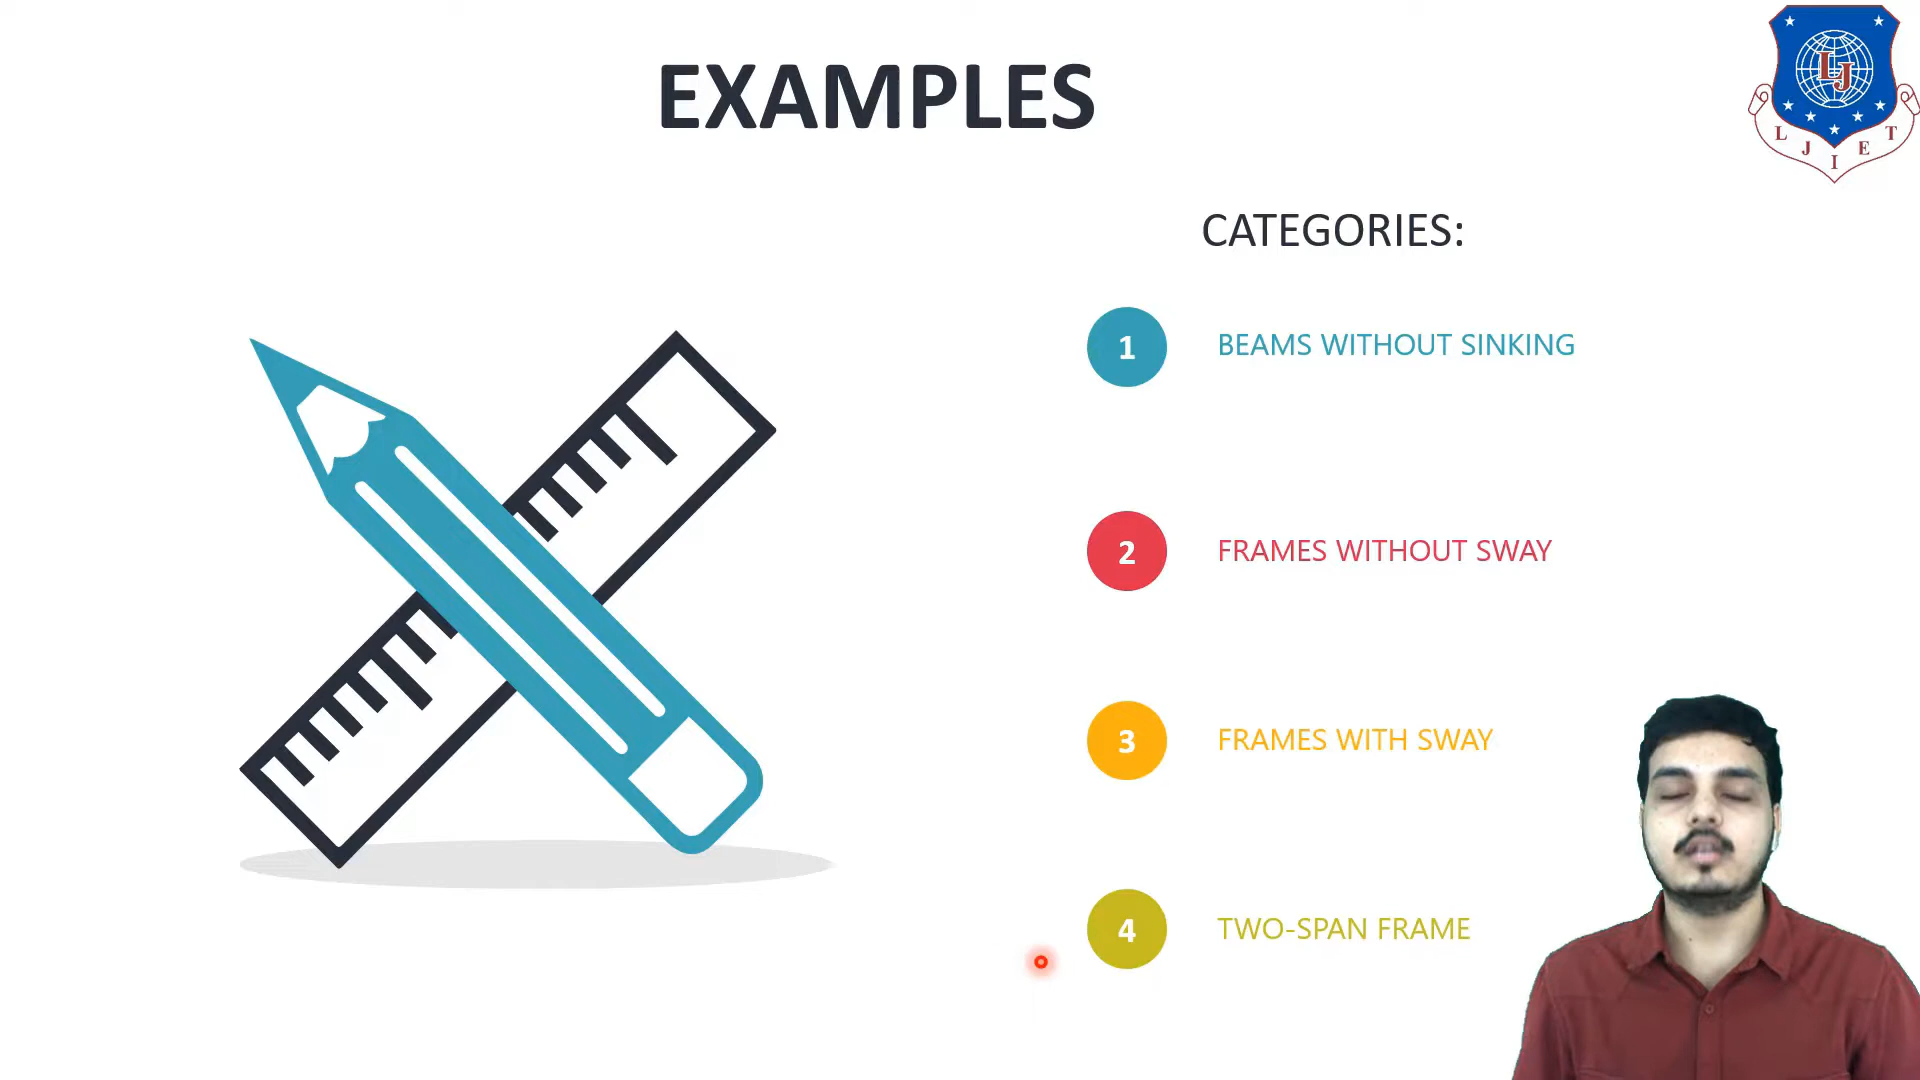 EXAMPLES
LJ
L J I E T
CATEGORIES:
1 BEAMS WITHOUT SINKING
2 FRAMES WITHOUT SWAY
3 FRAMES WITH SWAY
4 TWO-SPAN FRAME